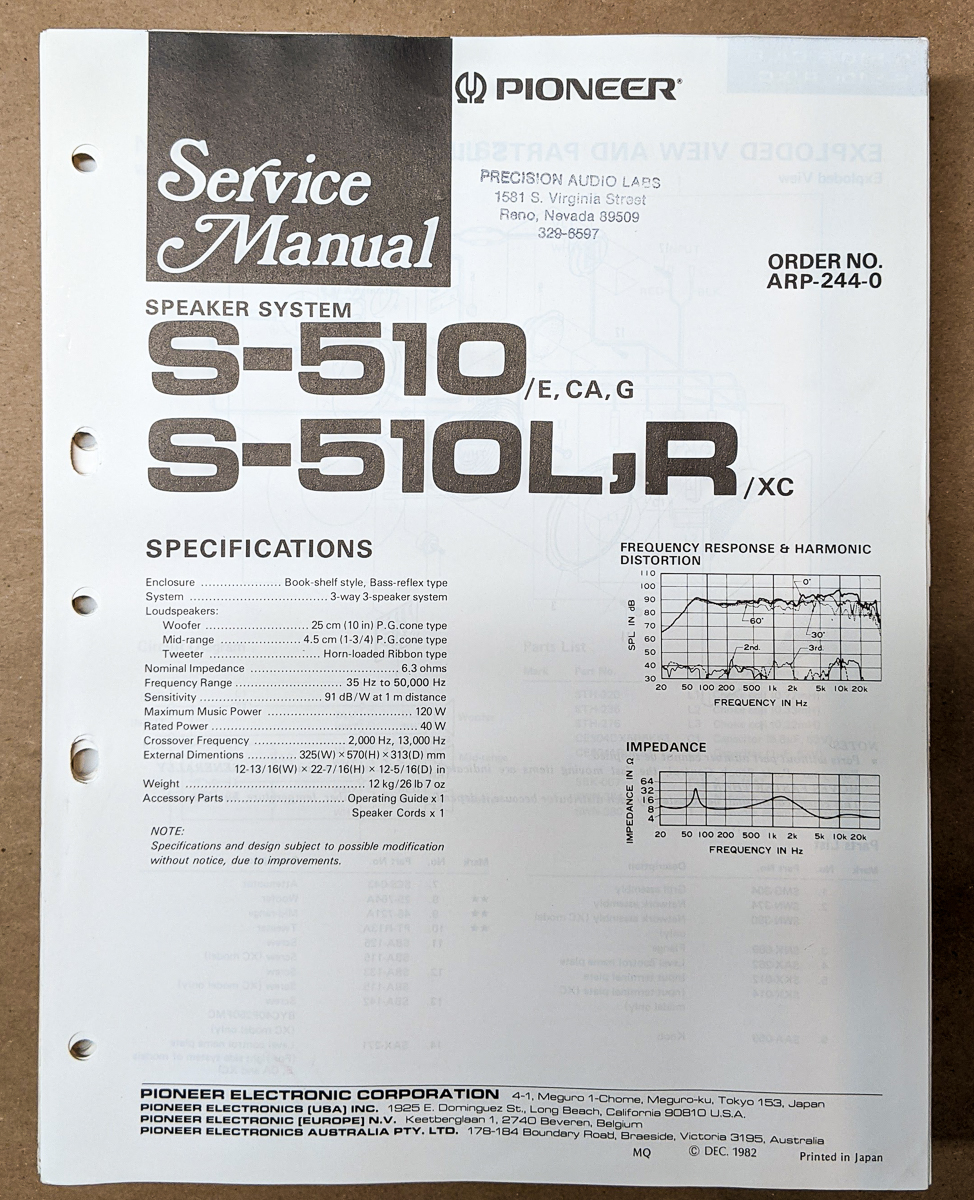 PIONEER®
Service
Manual
PRECISION AUDIO LABS
1581 S. Virginia Street
Reno, Nevada 89509
329-6597
ORDER NO.
ARP-244-0
SPEAKER SYSTEM
S-510/E, CA, G
S-510L,R/XC
SPECIFICATIONS
Enclosure ..................... Book-shelf style, Bass-reflex type
System .................................... 3-way 3-speaker system
Loudspeakers:
Woofer ........................... 25 cm (10 in) P.G.cone type
Mid-range ..................... 4.5 cm (1-3/4) P.G.cone type
Tweeter ............................. Horn-loaded Ribbon type
Nominal Impedance ....................................... 6.3 ohms
Frequency Range ............................ 35 Hz to 50,000 Hz
Sensitivity ................................ 91 dB/W at 1 m distance
Maximum Music Power ...................................... 120 W
Rated Power ...................................................... 40 W
Crossover Frequency ........................ 2,000 Hz, 13,000 Hz
External Dimentions ............. 325(W) × 570(H) × 313(D) mm
12-13/16(W) × 22-7/16(H) × 12-5/16(D) in
Weight ............................................... 12 kg/26 lb 7 oz
Accessory Parts ............................... Operating Guide x 1
Speaker Cords x 1
NOTE:
Specifications and design subject to possible modification
without notice, due to improvements.
FREQUENCY RESPONSE & HARMONIC
DISTORTION
SPL IN dB
110
100
90
80
70
60
50
40
30
0°
60°
30°
2nd.
3rd.
20 50 100 200 500 1k 2k 5k 10k 20k
FREQUENCY IN Hz
IMPEDANCE
IMPEDANCE IN Ω
64
32
16
8
4
20 50 100 200 500 1k 2k 5k 10k 20k
FREQUENCY IN Hz
PIONEER ELECTRONIC CORPORATION 4-1, Meguro 1-Chome, Meguro-ku, Tokyo 153, Japan
PIONEER ELECTRONICS (USA) INC. 1925 E. Dominguez St., Long Beach, California 90810 U.S.A.
PIONEER ELECTRONIC [EUROPE] N.V. Keetberglaan 1, 2740 Beveren, Belgium
PIONEER ELECTRONICS AUSTRALIA PTY. LTD. 178-184 Boundary Road, Braeside, Victoria 3195, Australia
MQ © DEC. 1982 Printed in Japan